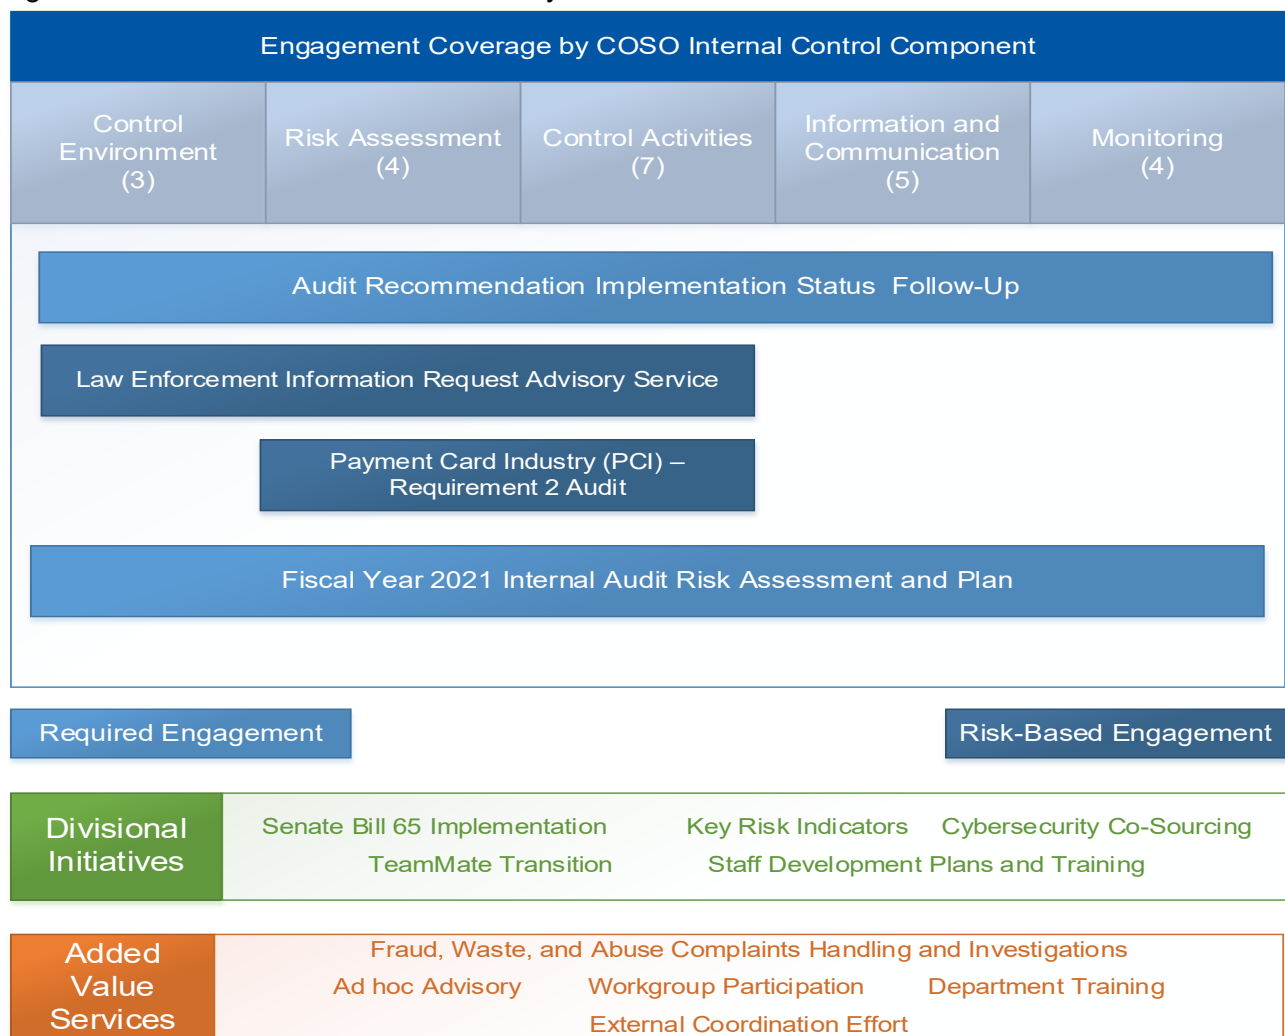 Engagement Coverage by COSO Internal Control Component
Control
Environment
(3)
Risk Assessment
(4)
Control Activities
(7)
Information and
Communication
(5)
Monitoring
(4)
Audit Recommendation Implementation Status Follow-Up
Law Enforcement Information Request Advisory Service
Payment Card Industry (PCI) –
Requirement 2 Audit
Fiscal Year 2021 Internal Audit Risk Assessment and Plan
Required Engagement
Risk-Based Engagement
Divisional
Initiatives
Senate Bill 65 Implementation Key Risk Indicators Cybersecurity Co-Sourcing
TeamMate Transition Staff Development Plans and Training
Added
Value
Services
Fraud, Waste, and Abuse Complaints Handling and Investigations
Ad hoc Advisory Workgroup Participation Department Training
External Coordination Effort